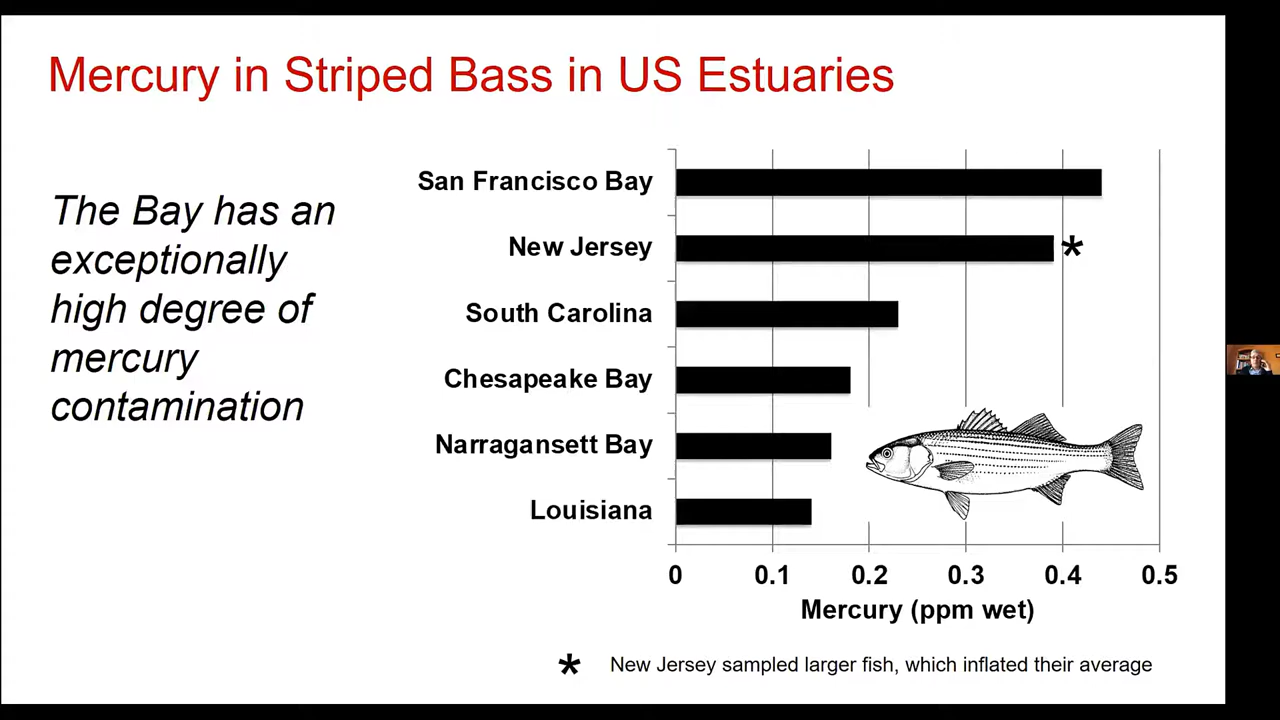 Mercury in Striped Bass in US Estuaries
The Bay has an
exceptionally
high degree of
mercury
contamination
San Francisco Bay
New Jersey
*
South Carolina
Chesapeake Bay
Narragansett Bay
Louisiana
0 0.1 0.2 0.3 0.4 0.5
Mercury (ppm wet)
* New Jersey sampled larger fish, which inflated their average